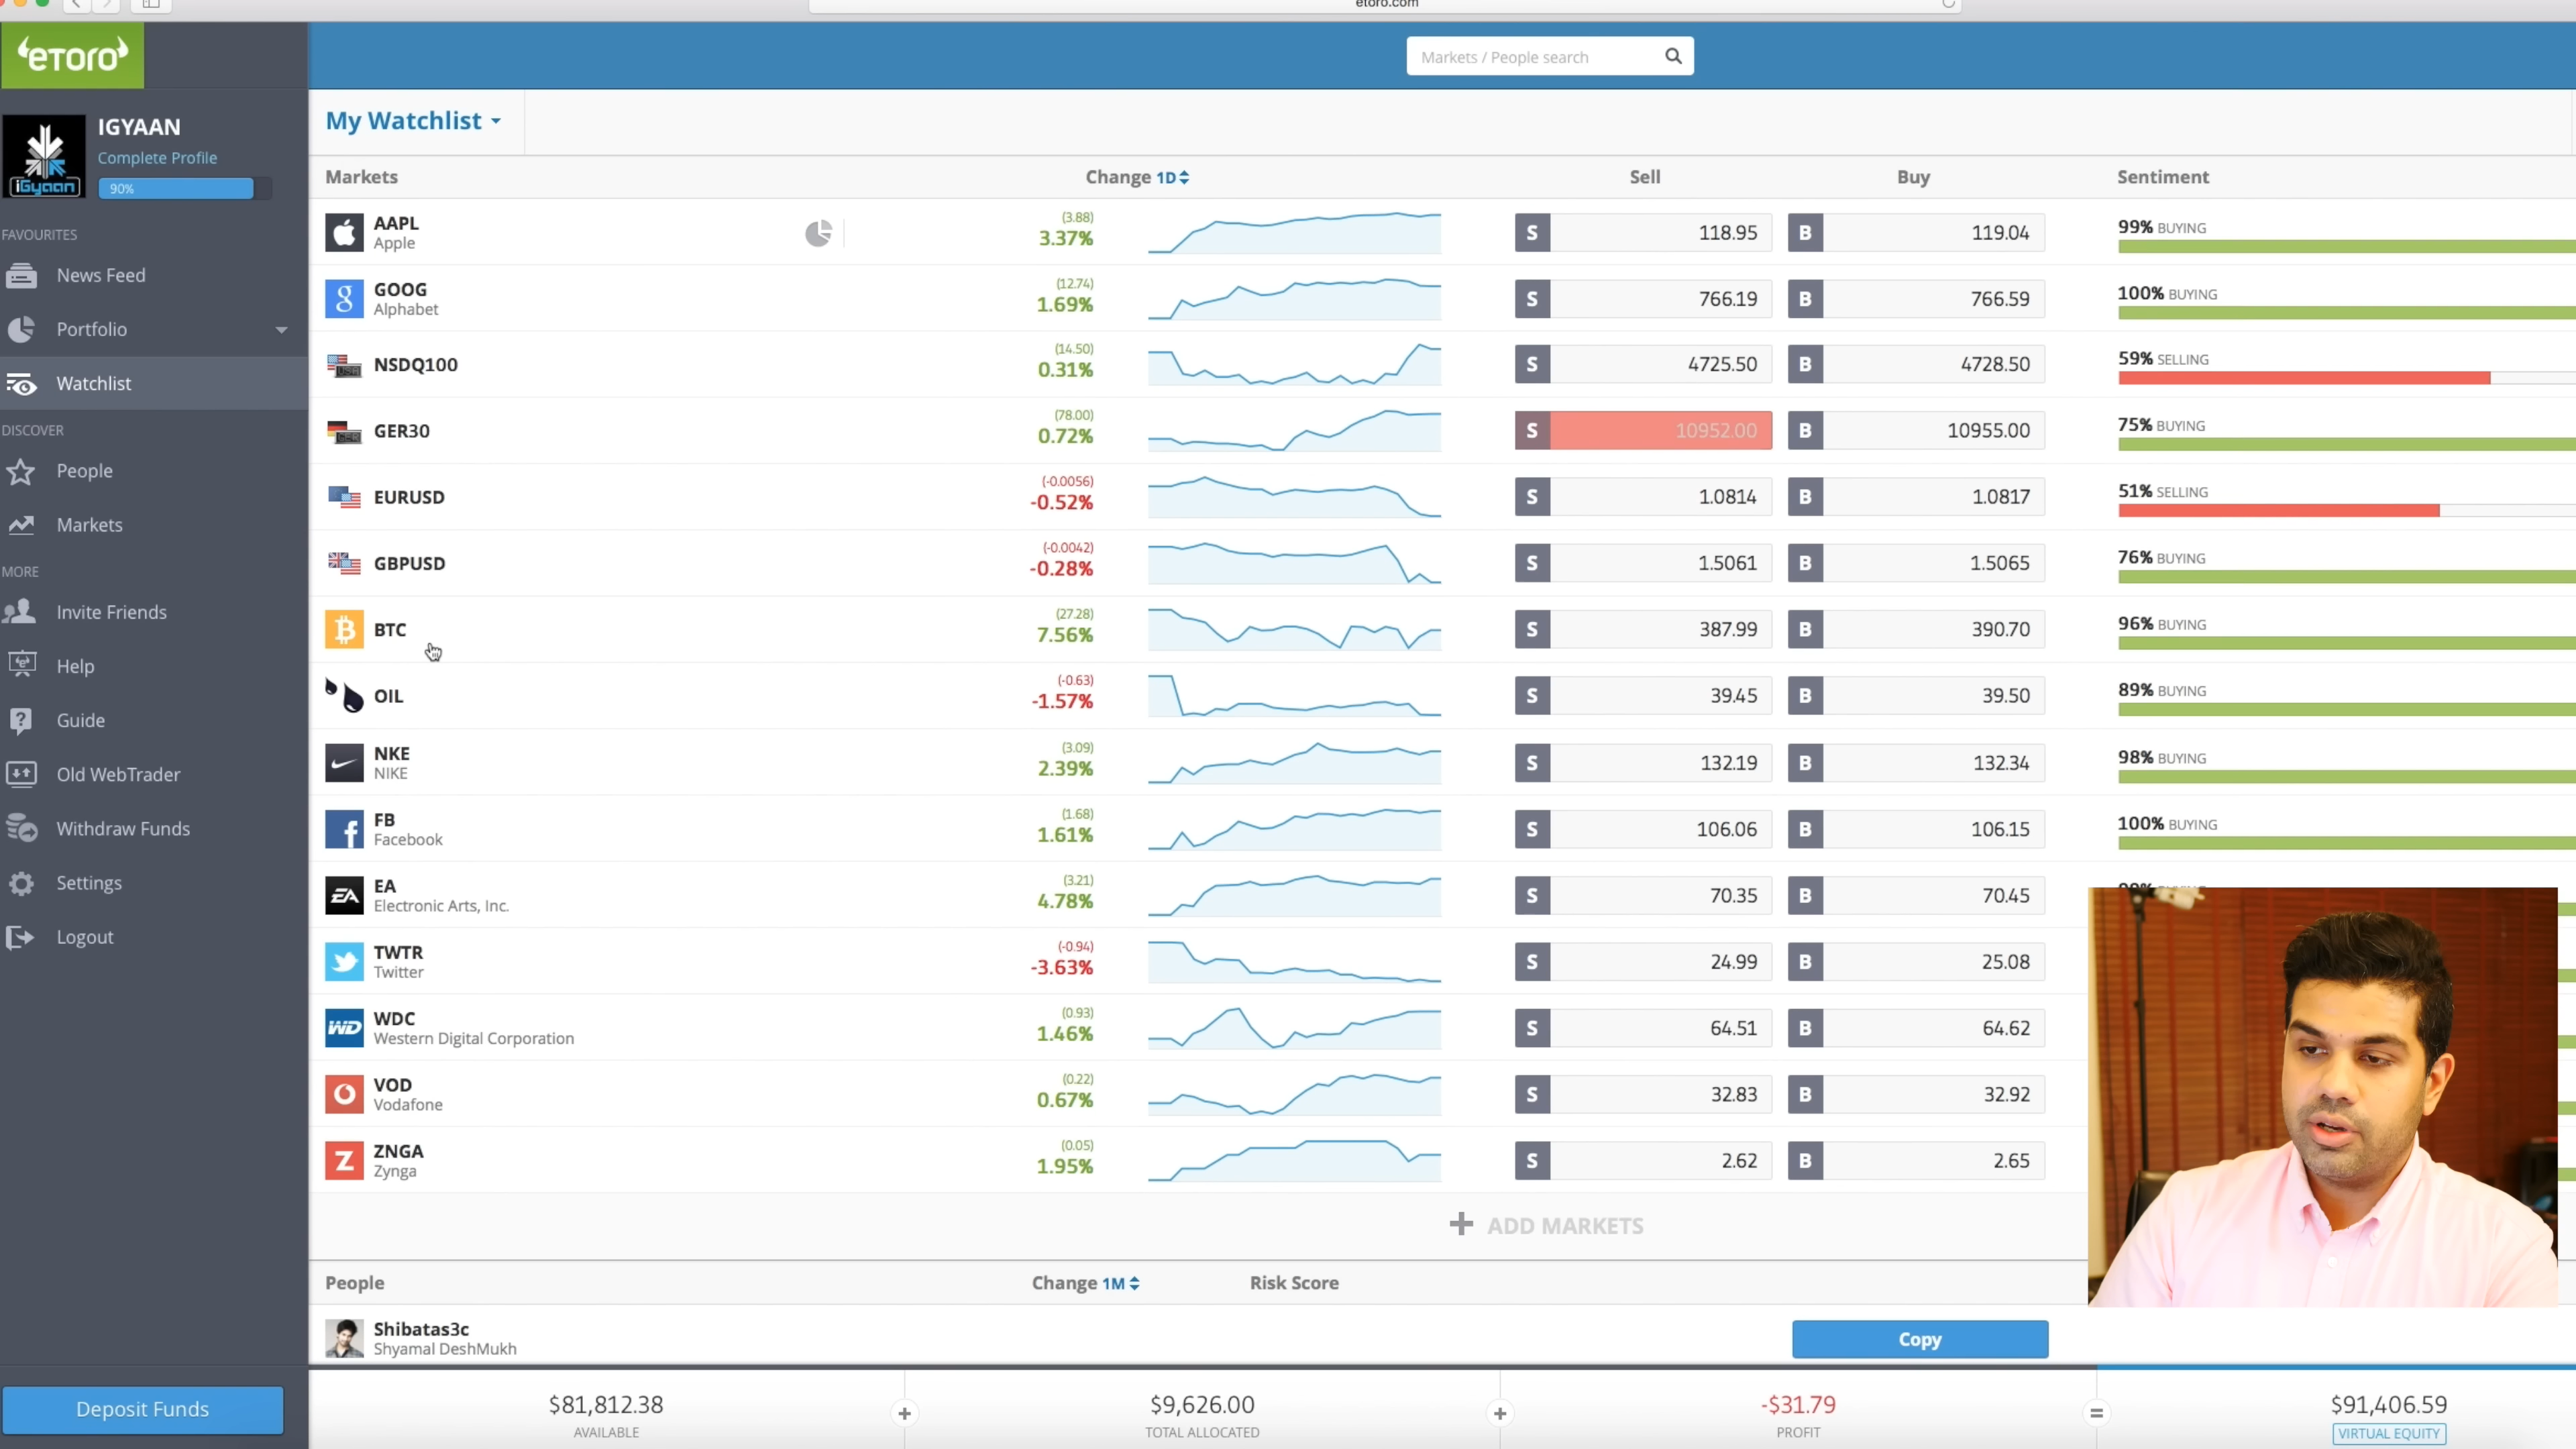 etoro.com
eTORO
Markets / People search
IGYAAN
Complete Profile
90%
iGyaan
FAVOURITES
News Feed
Portfolio
Watchlist
DISCOVER
People
Markets
MORE
Invite Friends
Help
Guide
Old WebTrader
Withdraw Funds
Settings
Logout
Deposit Funds
My Watchlist
Markets Change 1D Sell Buy Sentiment
AAPL (3.88) 99% BUYING
Apple 3.37% S 118.95 B 119.04
GOOG (12.74) 100% BUYING
Alphabet 1.69% S 766.19 B 766.59
(14.50) 59% SELLING
NSDQ100 0.31% S 4725.50 B 4728.50
(78.00) 75% BUYING
GER30 0.72% S 10952.00 B 10955.00
(-0.0056) 51% SELLING
EURUSD -0.52% S 1.0814 B 1.0817
(-0.0042) 76% BUYING
GBPUSD -0.28% S 1.5061 B 1.5065
(27.28) 96% BUYING
BTC 7.56% S 387.99 B 390.70
(-0.63) 89% BUYING
OIL -1.57% S 39.45 B 39.50
NKE (3.09) 98% BUYING
NIKE 2.39% S 132.19 B 132.34
FB (1.68) 100% BUYING
Facebook 1.61% S 106.06 B 106.15
EA (3.21)
Electronic Arts, Inc. 4.78% S 70.35 B 70.45
TWTR (-0.94)
Twitter -3.63% S 24.99 B 25.08
WDC (0.93)
Western Digital Corporation 1.46% S 64.51 B 64.62
VOD (0.22)
Vodafone 0.67% S 32.83 B 32.92
ZNGA (0.05)
Zynga 1.95% S 2.62 B 2.65
+ ADD MARKETS
People Change 1M Risk Score
Shibatas3c
Shyamal DeshMukh
Copy
$81,812.38 + $9,626.00 + -$31.79 = $91,406.59
AVAILABLE TOTAL ALLOCATED PROFIT VIRTUAL EQUITY